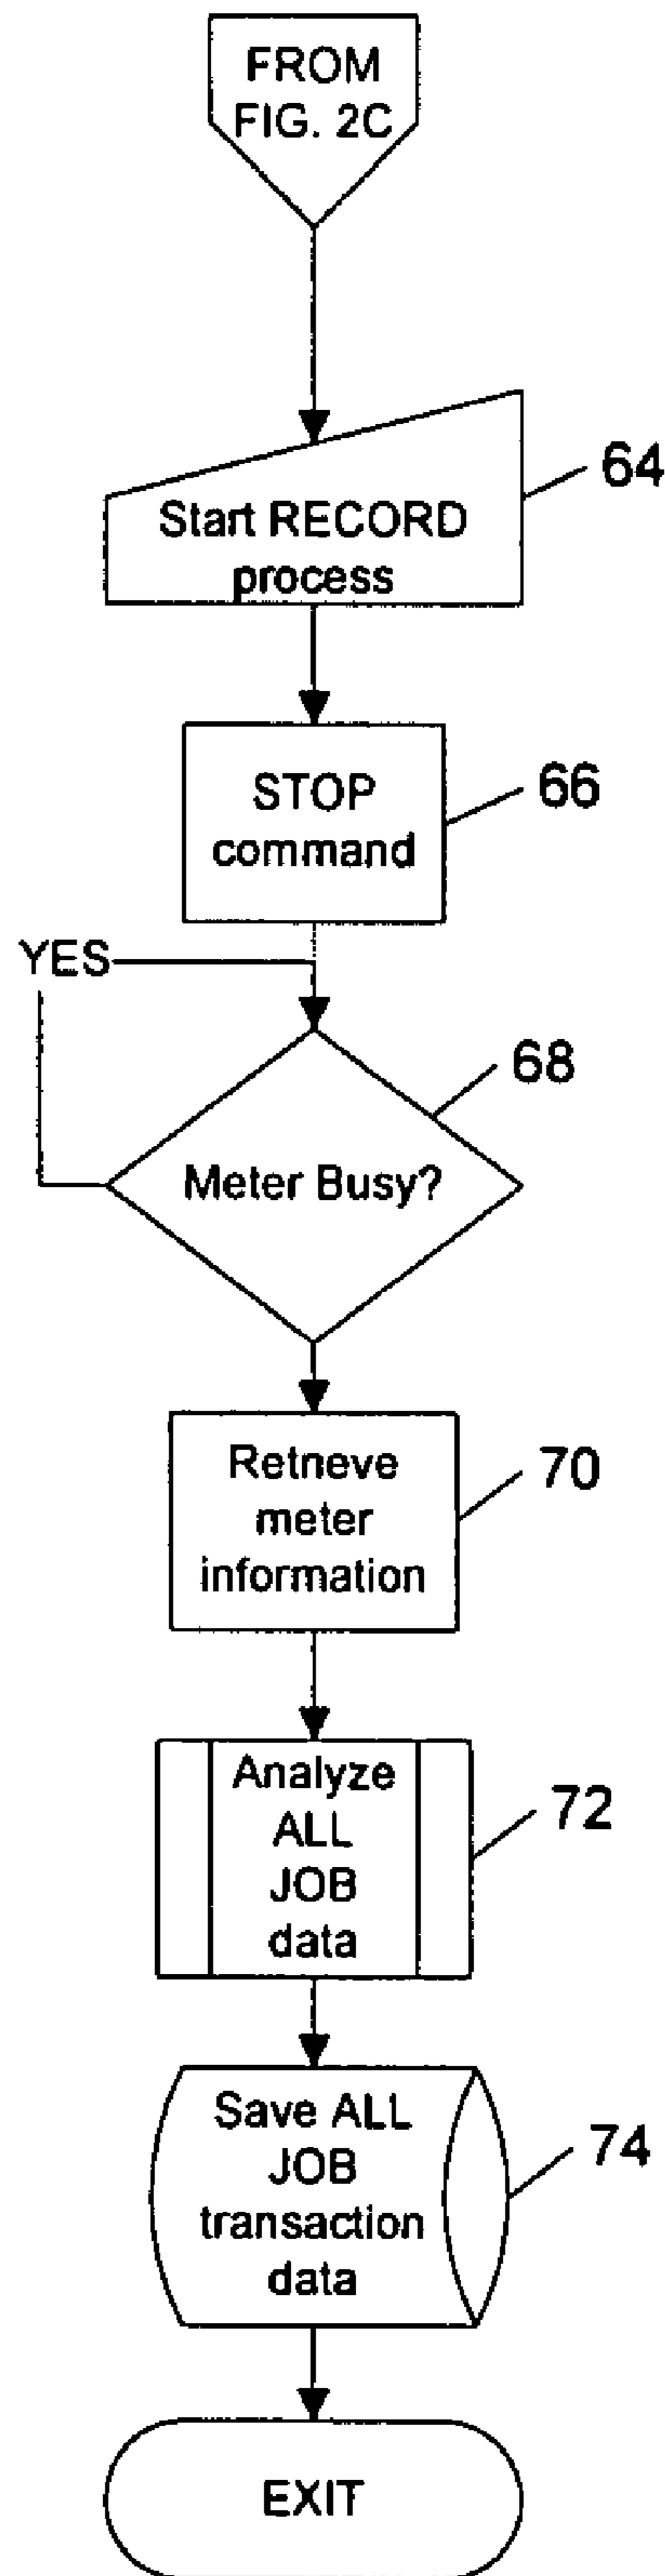 FROM
FIG. 2C
64
Start RECORD
process
66
STOP
command
YES
68
Meter Busy?
70
Retneve
meter
information
72
Analyze
ALL
JOB
data
74
Save ALL
JOB
transaction
data
EXIT